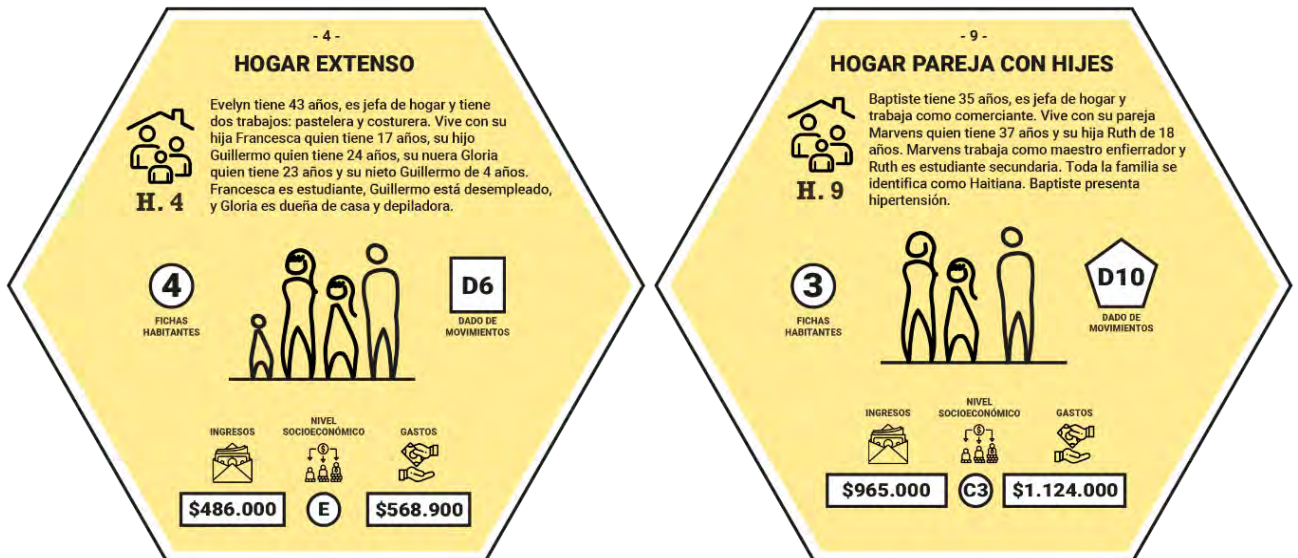 - 4 -
HOGAR EXTENSO
Evelyn tiene 43 años, es jefa de hogar y tiene
dos trabajos: pastelera y costurera. Vive con su
hija Francesca quien tiene 17 años, su hijo
Guillermo quien tiene 24 años, su nuera Gloria
quien tiene 23 años y su nieto Guillermo de 4 años.
Francesca es estudiante, Guillermo está desempleado,
y Gloria es dueña de casa y depiladora.
H. 4
4
FICHAS
HABITANTES
D6
DADO DE
MOVIMIENTOS
INGRESOS
NIVEL
SOCIOECONÓMICO
GASTOS
$486.000
E
$568.900
- 9 -
HOGAR PAREJA CON HIJES
Baptiste tiene 35 años, es jefa de hogar y
trabaja como comerciante. Vive con su pareja
Marvens quien tiene 37 años y su hija Ruth de 18
años. Marvens trabaja como maestro enfierrador y
Ruth es estudiante secundaria. Toda la familia se
identifica como Haitiana. Baptiste presenta
hipertensión.
H. 9
3
FICHAS
HABITANTES
D10
DADO DE
MOVIMIENTOS
INGRESOS
NIVEL
SOCIOECONÓMICO
GASTOS
$965.000
C3
$1.124.000